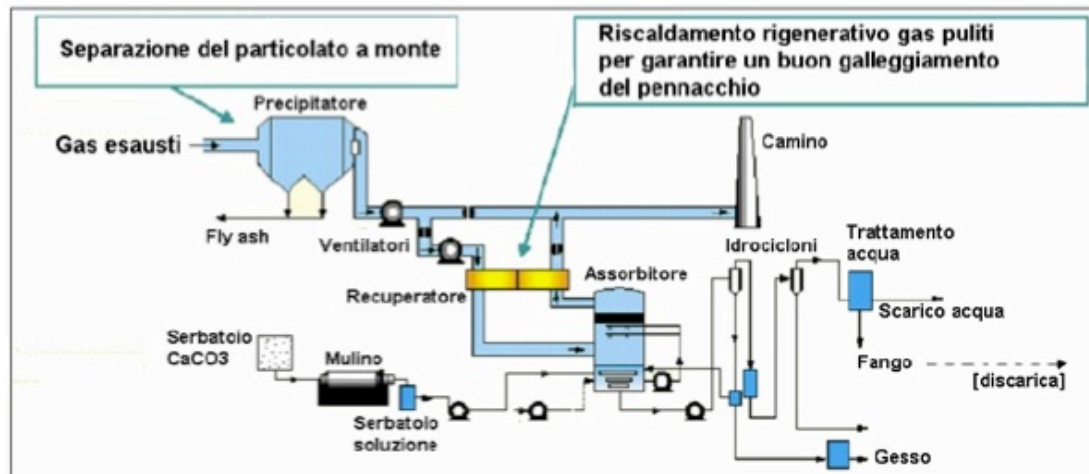 Separazione del particolato a monte
Riscaldamento rigenerativo gas puliti
per garantire un buon galleggiamento
del pennacchio
Precipitatore
Gas esausti
Camino
Fly ash
Ventilatori
Idrocicloni
Trattamento
acqua
Recuperatore
Assorbitore
Scarico acqua
Serbatoio
CaCO3
Mulino
Fango
[discarica]
Serbatoio
soluzione
Gesso